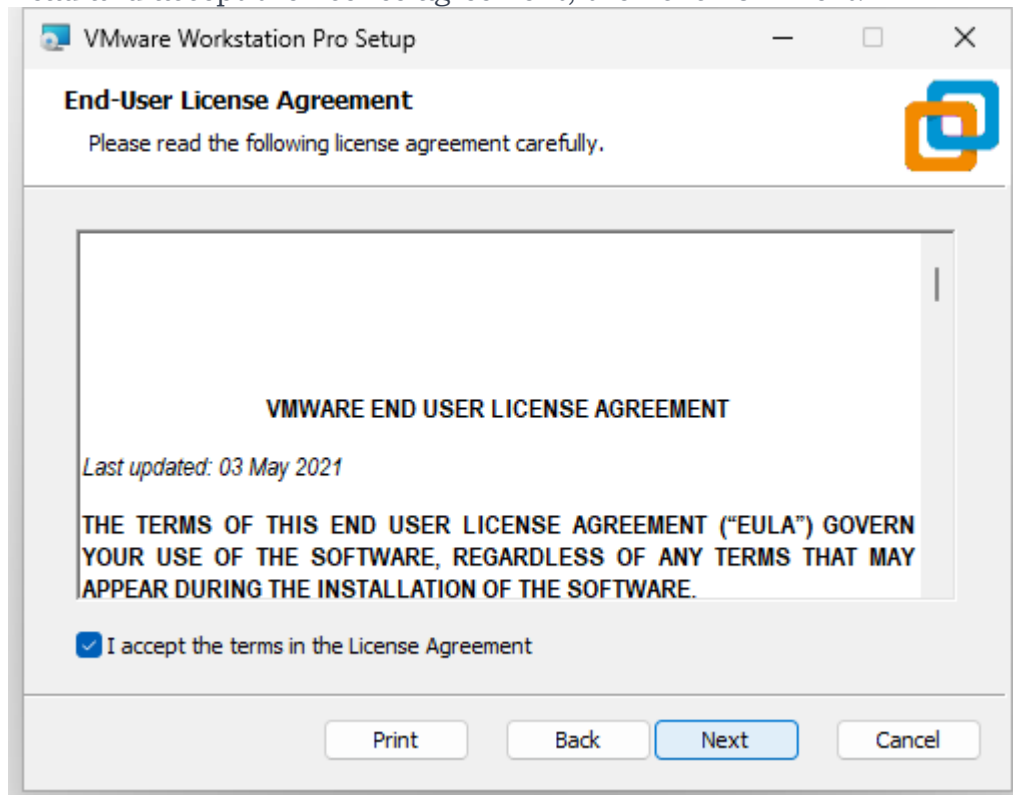 VMware Workstation Pro Setup
End-User License Agreement
Please read the following license agreement carefully.
VMWARE END USER LICENSE AGREEMENT
Last updated: 03 May 2021
THE TERMS OF THIS END USER LICENSE AGREEMENT (“EULA”) GOVERN
YOUR USE OF THE SOFTWARE, REGARDLESS OF ANY TERMS THAT MAY
APPEAR DURING THE INSTALLATION OF THE SOFTWARE.
I accept the terms in the License Agreement
Print Back Next Cancel